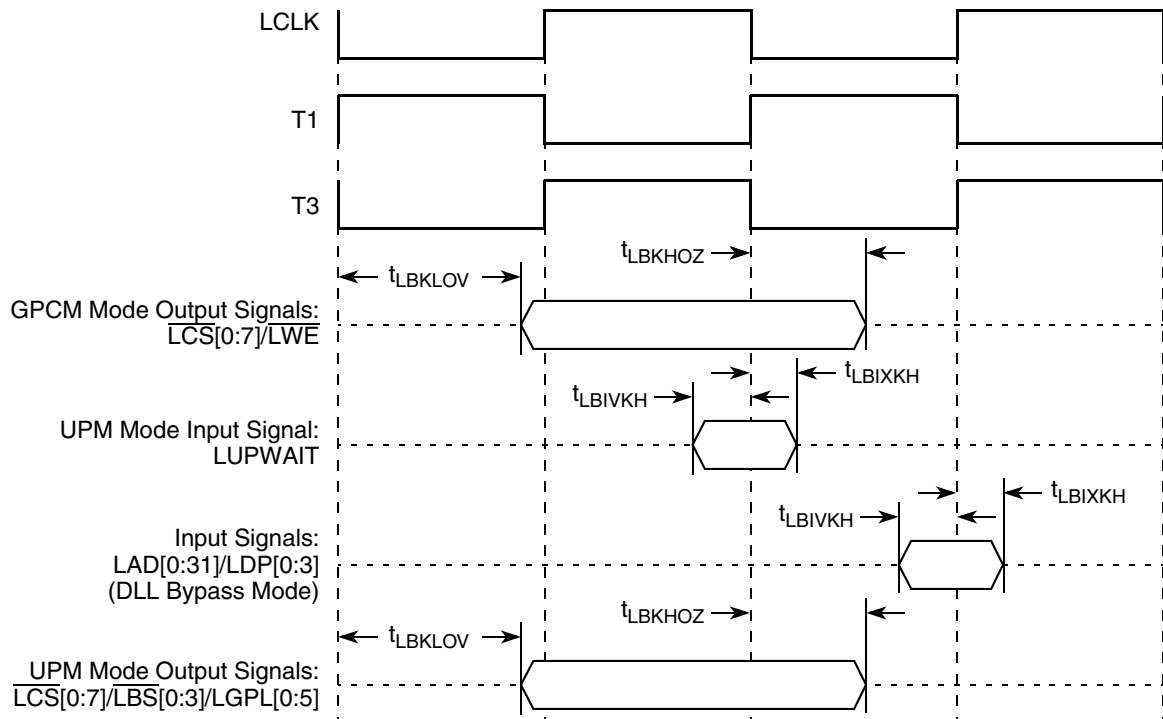 LCLK
T1
T3
tLBKHOZ
tLBKLOV
GPCM Mode Output Signals:
LCS[0:7]/LWE
tLBIXKH
tLBIVKH
UPM Mode Input Signal:
LUPWAIT
tLBIXKH
tLBIVKH
Input Signals:
LAD[0:31]/LDP[0:3]
(DLL Bypass Mode)
tLBKHOZ
tLBKLOV
UPM Mode Output Signals:
LCS[0:7]/LBS[0:3]/LGPL[0:5]